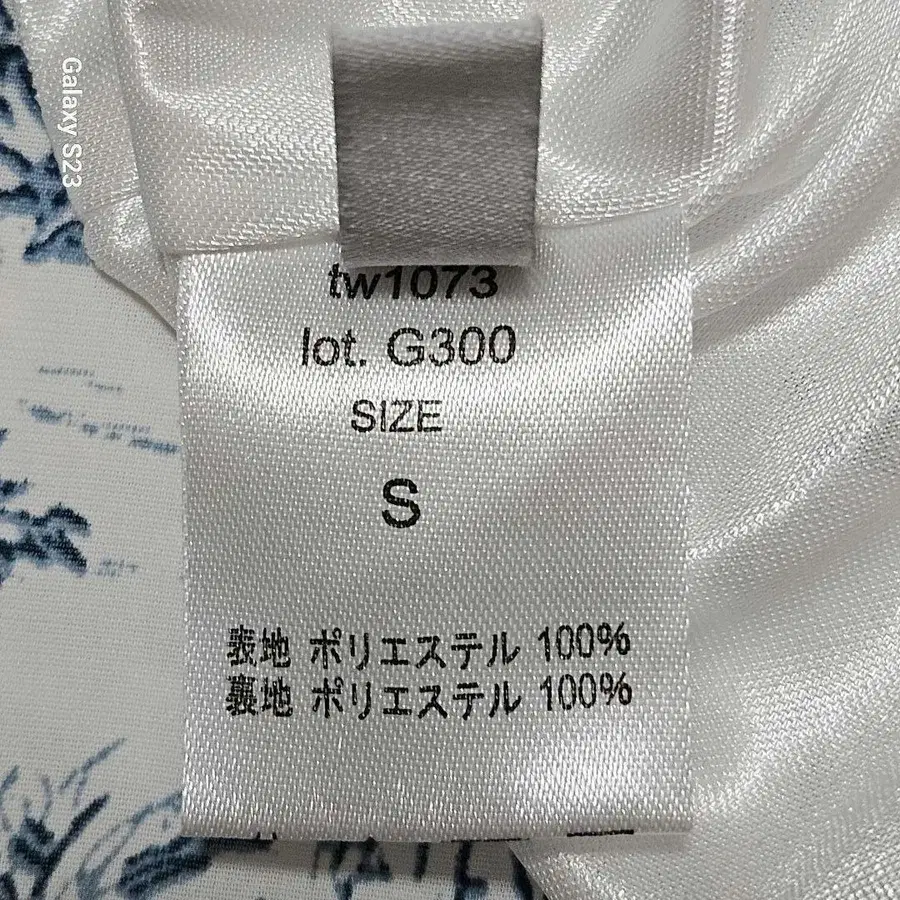 Galaxy S23
tw1073
lot. G300
SIZE
S
表地 ポリエステル 100%
裏地 ポリエステル 100%